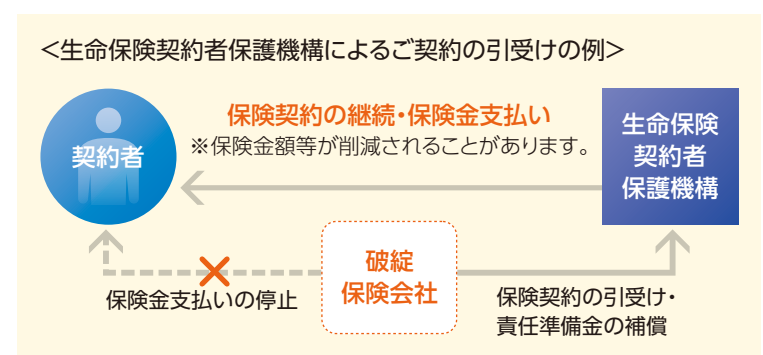 ＜生命保険契約者保護機構によるご契約の引受けの例＞
契約者
保険契約の継続・保険金支払い
※保険金額等が削減されることがあります。
生命保険
契約者
保護機構
保険金支払いの停止
破綻
保険会社
保険契約の引受け・
責任準備金の補償